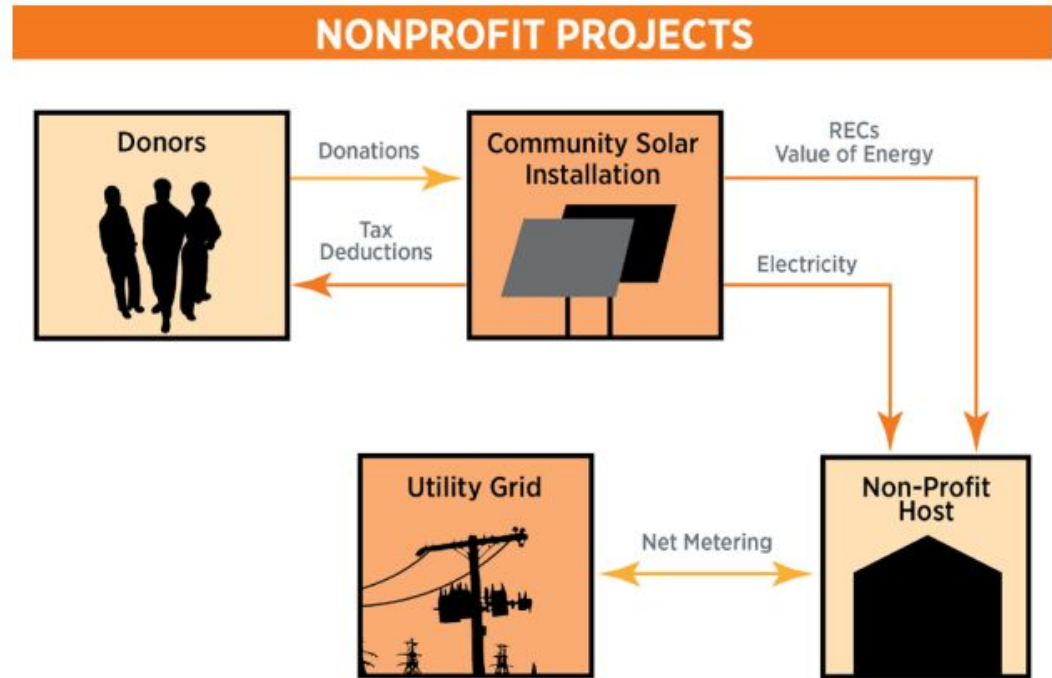 NONPROFIT PROJECTS
Donors
Donations
Tax
Deductions
Community Solar
Installation
RECs
Value of Energy
Electricity
Utility Grid
Net Metering
Non-Profit
Host